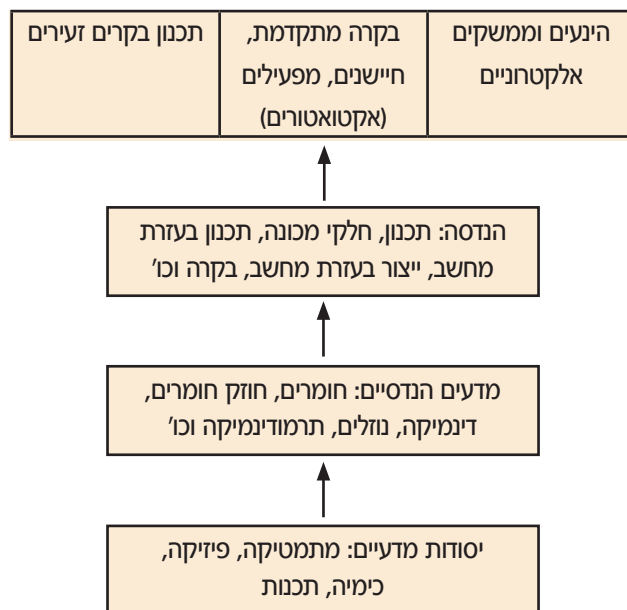 הינעים וממשקים
אלקטרוניים
בקרה מתקדמת,
חיישנים, מפעילים
(אקטואטורים)
תכנון בקרים זעירים
הנדסה: תכנון, חלקי מכונה, תכנון בעזרת
מחשב, ייצור בעזרת מחשב, בקרה וכו'
מדעים הנדסיים: חומרים, חוזק חומרים,
דינמיקה, נוזלים, תרמודינמיקה וכו'
יסודות מדעיים: מתמטיקה, פיזיקה,
כימיה, תכנות